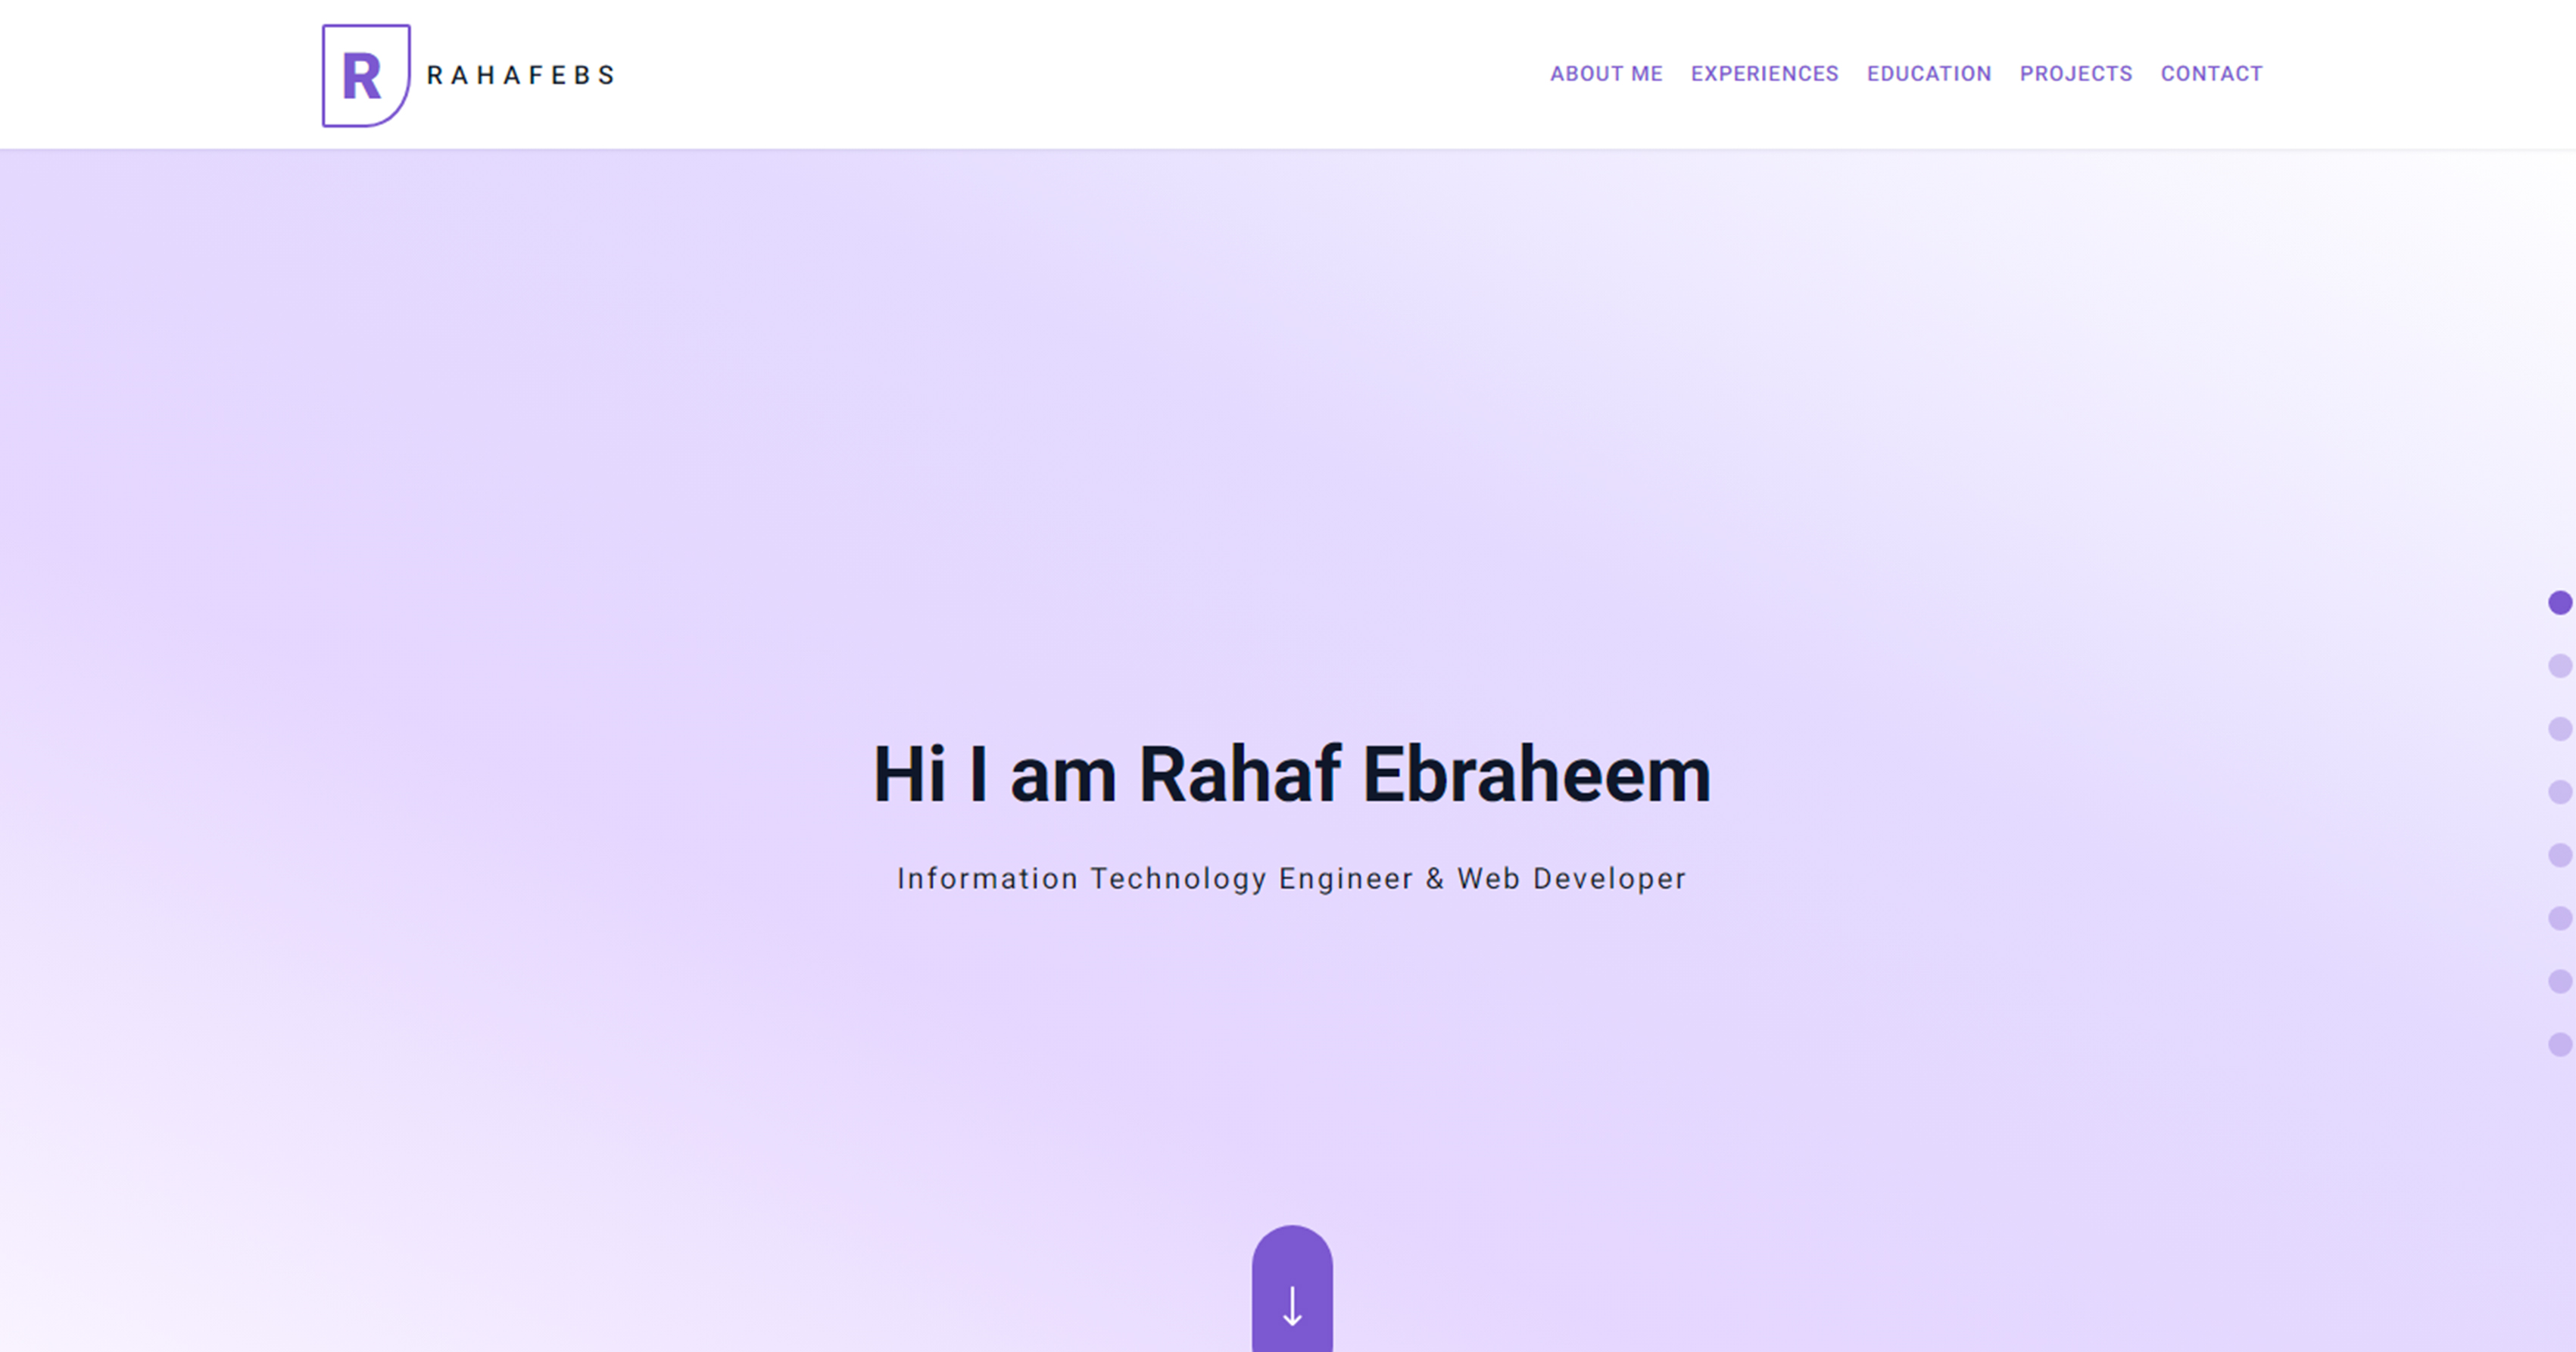 R RAHAFEBS
ABOUT ME EXPERIENCES EDUCATION PROJECTS CONTACT
Hi I am Rahaf Ebraheem
Information Technology Engineer & Web Developer